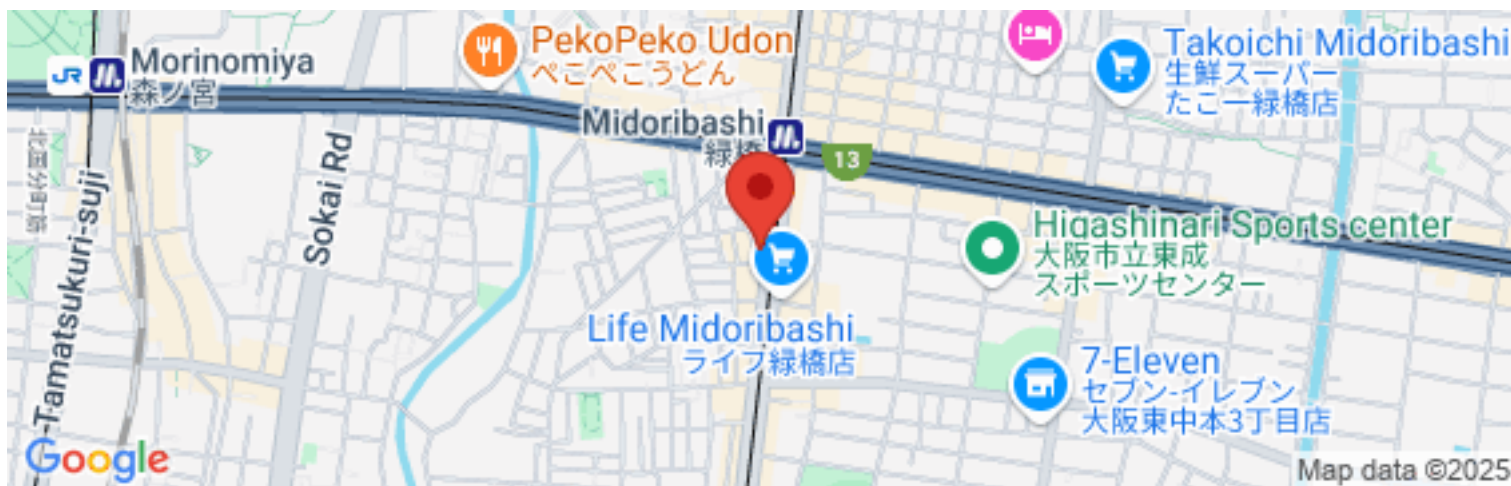 Morinomiya
森ノ宮
JR
PekoPeko Udon
ぺこぺこうどん
Takoichi Midoribashi
生鮮スーパー
たこ一緑橋店
Midoribashi
緑橋
13
Sokai Rd
-Tamatsukuri-suji
Higashinari Sports center
大阪市立東成
スポーツセンター
Life Midoribashi
ライフ緑橋店
7-Eleven
セブン-イレブン
大阪東中本3丁目店
Google
Map data ©2025